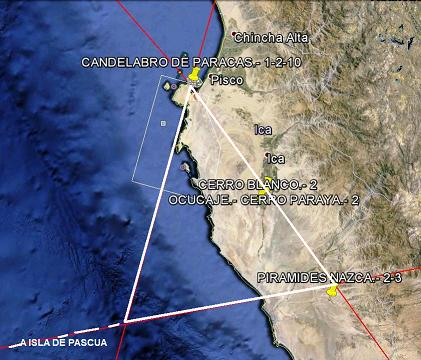 Chincha Alta
CANDELABRO DE PARACAS.- 1-2-10
Pisco
Ica
Ica
CERRO BLANCO.- 2
OCUCAJE.- CERRO PARAYA.- 2
PIRAMIDES NAZCA.- 2-3
A ISLA DE PASCUA